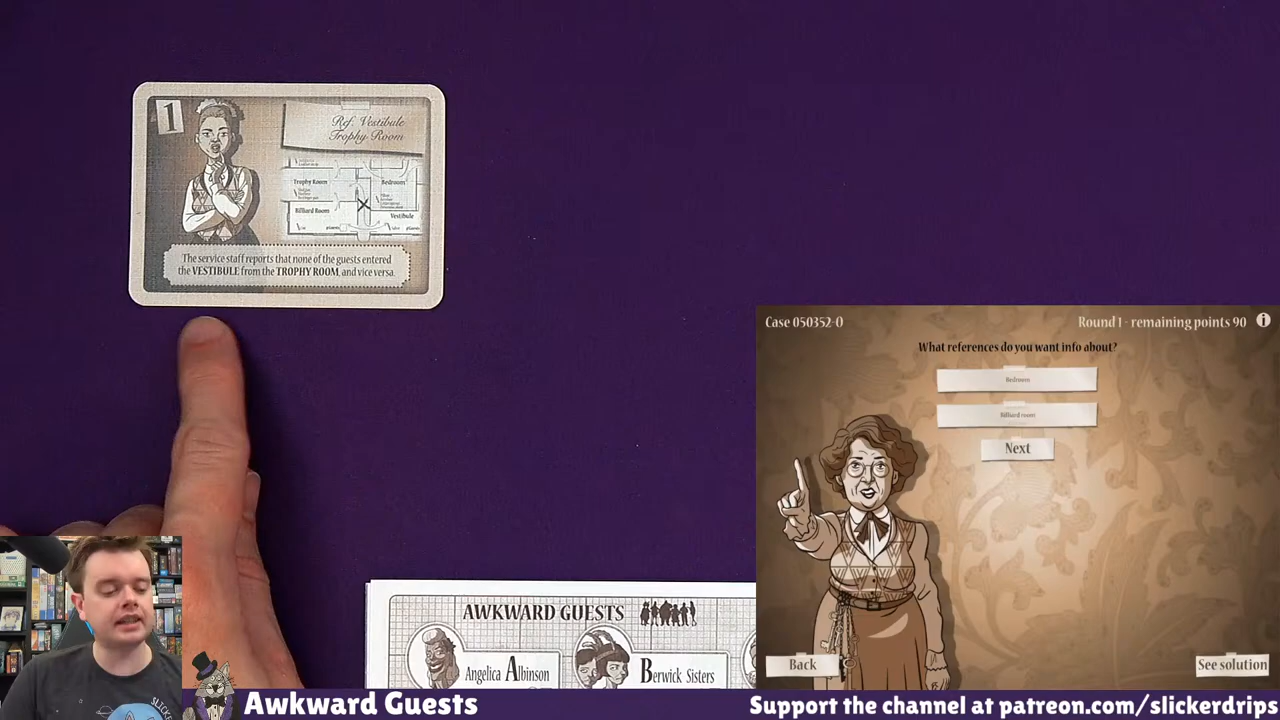 1
Ref. Vestibule
Trophy Room
Trophy Room
Bedroom
Billiard Room
Vestibule
The service staff reports that none of the guests entered
the VESTIBULE from the TROPHY ROOM, and vice versa.
Case 050352-0
Round 1 - remaining points 90
i
What references do you want info about?
Bedroom
Billiard room
Next
Back
See solution
AWKWARD GUESTS
Angelica Albinson
Berwick Sisters
Awkward Guests
Support the channel at patreon.com/slickerdrips